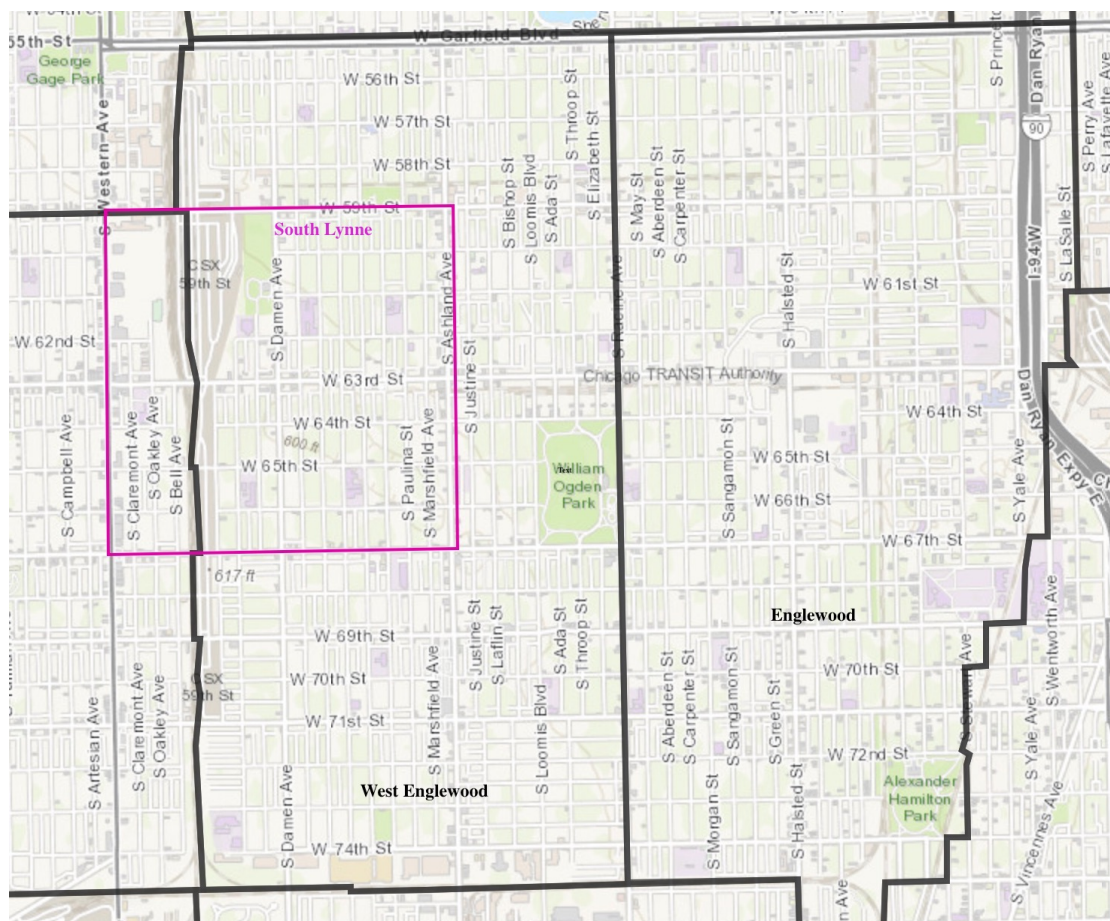 W Garfield Blvd
55th-St
George
Gage Park
W 56th St
W 57th St
W 58th St
W 59th St
South Lynne
S Western-Ave
CSX
59th St
S Damen Ave
S Ashland Ave
S Bishop St
S Loomis Blvd
S Ada St
S Throop St
S Elizabeth St
S May St
S Aberdeen St
S Carpenter St
S Racine Ave
S Halsted St
W 61st St
S Princeton
Dan Ryan
90
I-94 W
S Perry Ave
S Lafayette Ave
S LaSalle St
W 62nd St
W 63rd St
Chicago TRANSIT Authority
S Justine St
W 64th St
600 ft
W 65th St
S Campbell Ave
S Claremont Ave
S Oakley Ave
S Bell Ave
S Paulina St
S Marshfield Ave
William
Ogden
Park
Text
S Sangamon St
W 64th St
W 65th St
W 66th St
W 67th St
S Yale Ave
Dan Ryan Expy E
617 ft
Englewood
W 69th St
W 70th St
W 71st St
CSX
59th St
S Artesian Ave
S Claremont Ave
S Oakley Ave
S Damen Ave
S Marshfield Ave
S Justine St
S Laflin St
S Ada St
S Throop St
S Loomis Blvd
West Englewood
W 74th St
S Aberdeen St
S Carpenter St
S Sangamon St
S Green St
S Morgan St
S Halsted St
W 70th St
W 72nd St
Alexander
Hamilton
Park
S Stewart Ave
S Wentworth Ave
S Yale Ave
S Vincennes Ave
n Ave